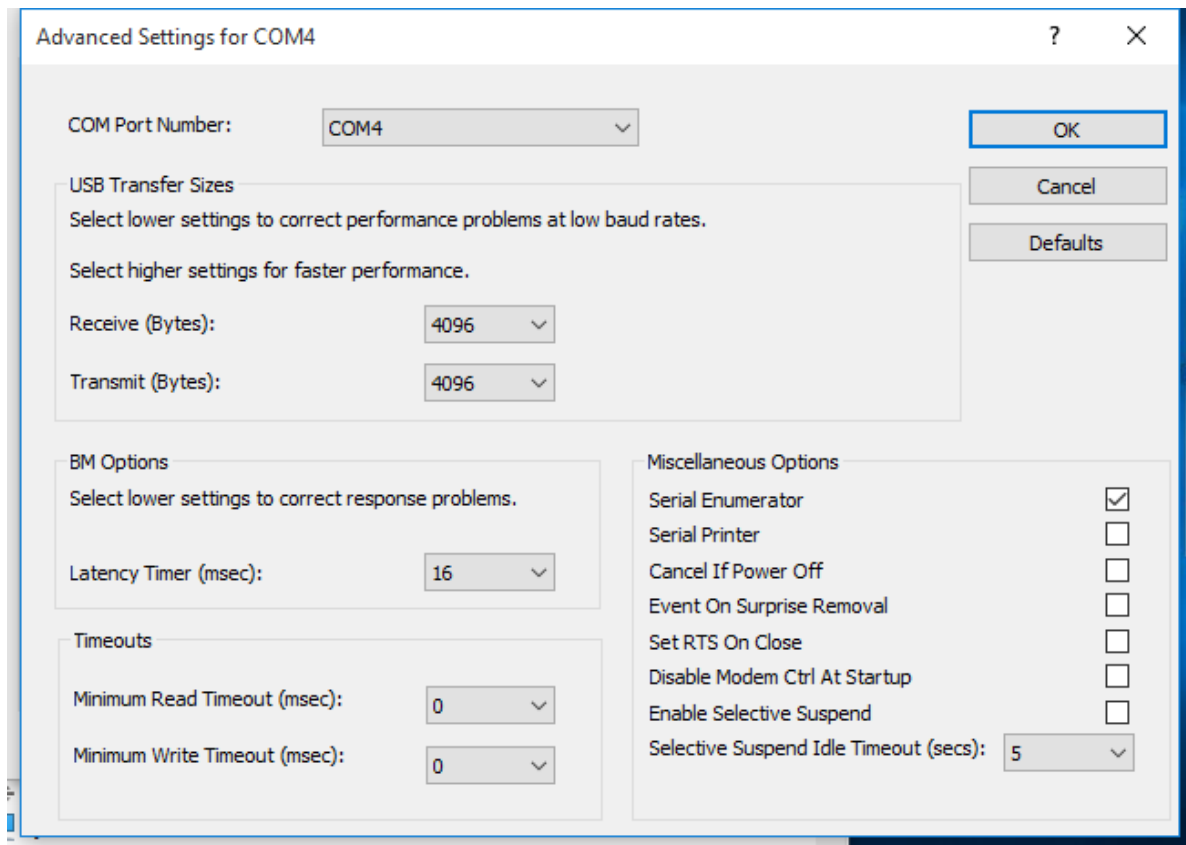 Advanced Settings for COM4
?
COM Port Number: COM4
OK
USB Transfer Sizes
Cancel
Select lower settings to correct performance problems at low baud rates.
Defaults
Select higher settings for faster performance.
Receive (Bytes): 4096
Transmit (Bytes): 4096
BM Options
Select lower settings to correct response problems.
Latency Timer (msec): 16
Timeouts
Minimum Read Timeout (msec): 0
Minimum Write Timeout (msec): 0
Miscellaneous Options
Serial Enumerator
Serial Printer
Cancel If Power Off
Event On Surprise Removal
Set RTS On Close
Disable Modem Ctrl At Startup
Enable Selective Suspend
Selective Suspend Idle Timeout (secs): 5